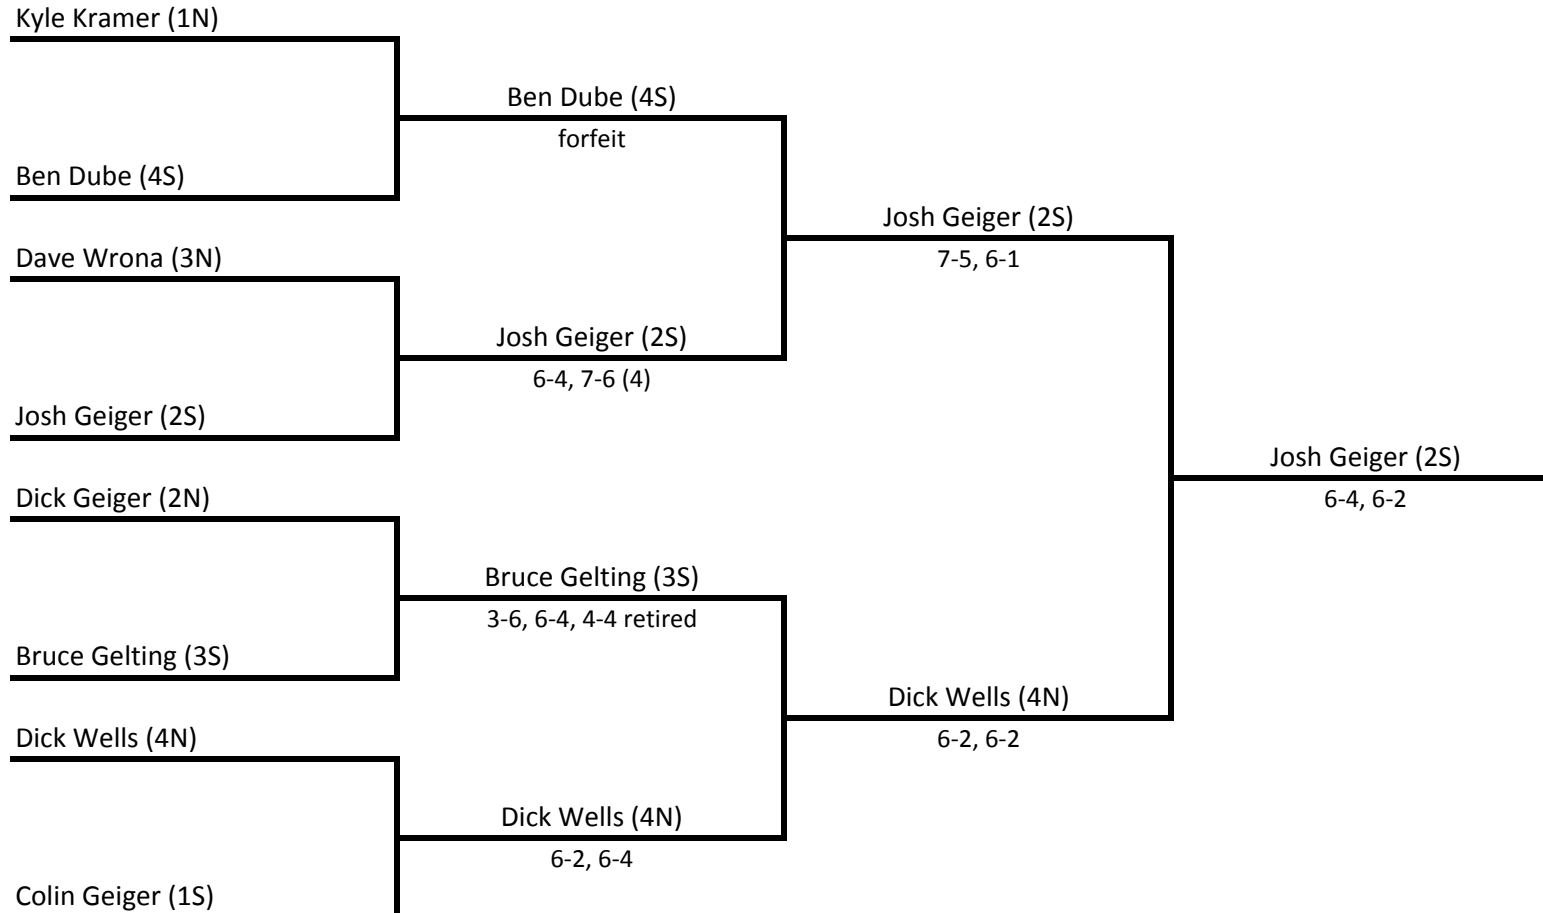 Kyle Kramer (1N)
Ben Dube (4S)
forfeit
Ben Dube (4S)
Josh Geiger (2S)
7-5, 6-1
Dave Wrona (3N)
Josh Geiger (2S)
6-4, 7-6 (4)
Josh Geiger (2S)
Josh Geiger (2S)
6-4, 6-2
Dick Geiger (2N)
Bruce Gelting (3S)
3-6, 6-4, 4-4 retired
Bruce Gelting (3S)
Dick Wells (4N)
6-2, 6-2
Dick Wells (4N)
Dick Wells (4N)
6-2, 6-4
Colin Geiger (1S)